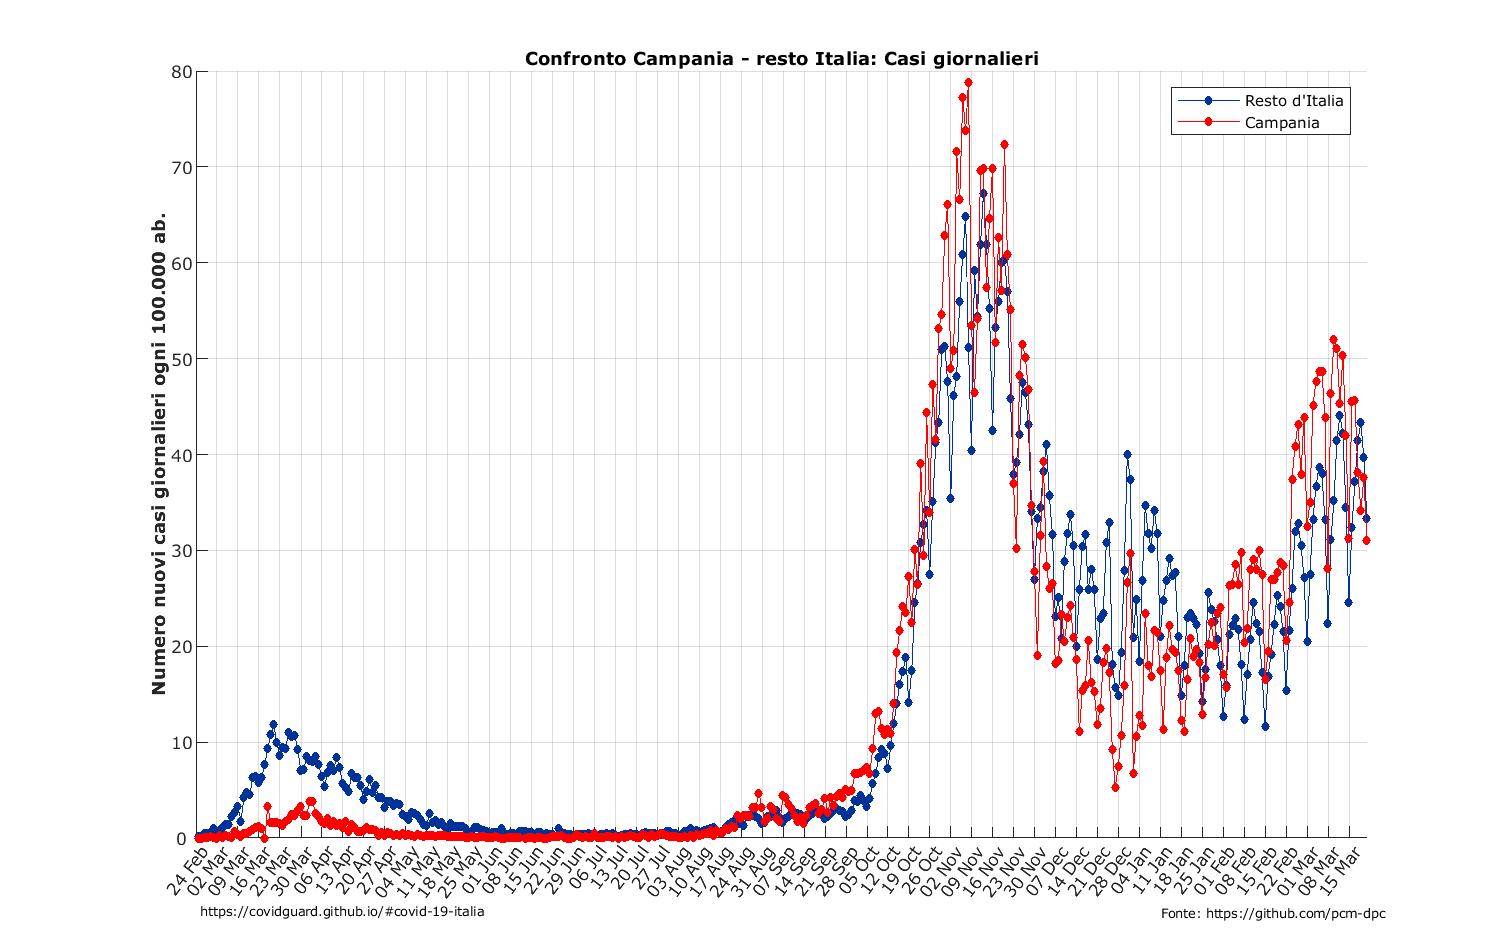 Confronto Campania - resto Italia: Casi giornalieri
Resto d'Italia
Campania
Numero nuovi casi giornalieri ogni 100.000 ab.
80
70
60
50
40
30
20
10
0
24 Feb
02 Mar
09 Mar
16 Mar
23 Mar
30 Mar
06 Apr
13 Apr
20 Apr
27 Apr
04 May
11 May
18 May
25 May
01 Jun
08 Jun
15 Jun
22 Jun
29 Jun
06 Jul
13 Jul
20 Jul
27 Jul
03 Aug
10 Aug
17 Aug
24 Aug
31 Aug
07 Sep
14 Sep
21 Sep
28 Sep
05 Oct
12 Oct
19 Oct
26 Oct
02 Nov
09 Nov
16 Nov
23 Nov
30 Nov
07 Dec
14 Dec
21 Dec
28 Dec
04 Jan
11 Jan
18 Jan
25 Jan
01 Feb
08 Feb
15 Feb
22 Feb
01 Mar
08 Mar
15 Mar
https://covidguard.github.io/#covid-19-italia
Fonte: https://github.com/pcm-dpc